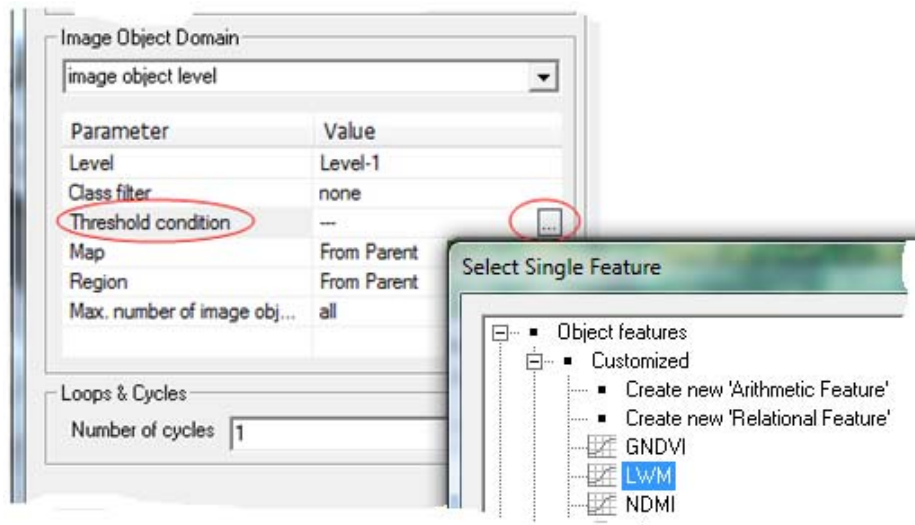 Image Object Domain
image object level
Parameter Value
Level Level-1
Class filter none
Threshold condition --- ...
Map From Parent
Region From Parent
Max. number of image obj... all
Loops & Cycles
Number of cycles 1
Select Single Feature
Object features
Customized
Create new 'Arithmetic Feature'
Create new 'Relational Feature'
GNDVI
LWM
NDMI